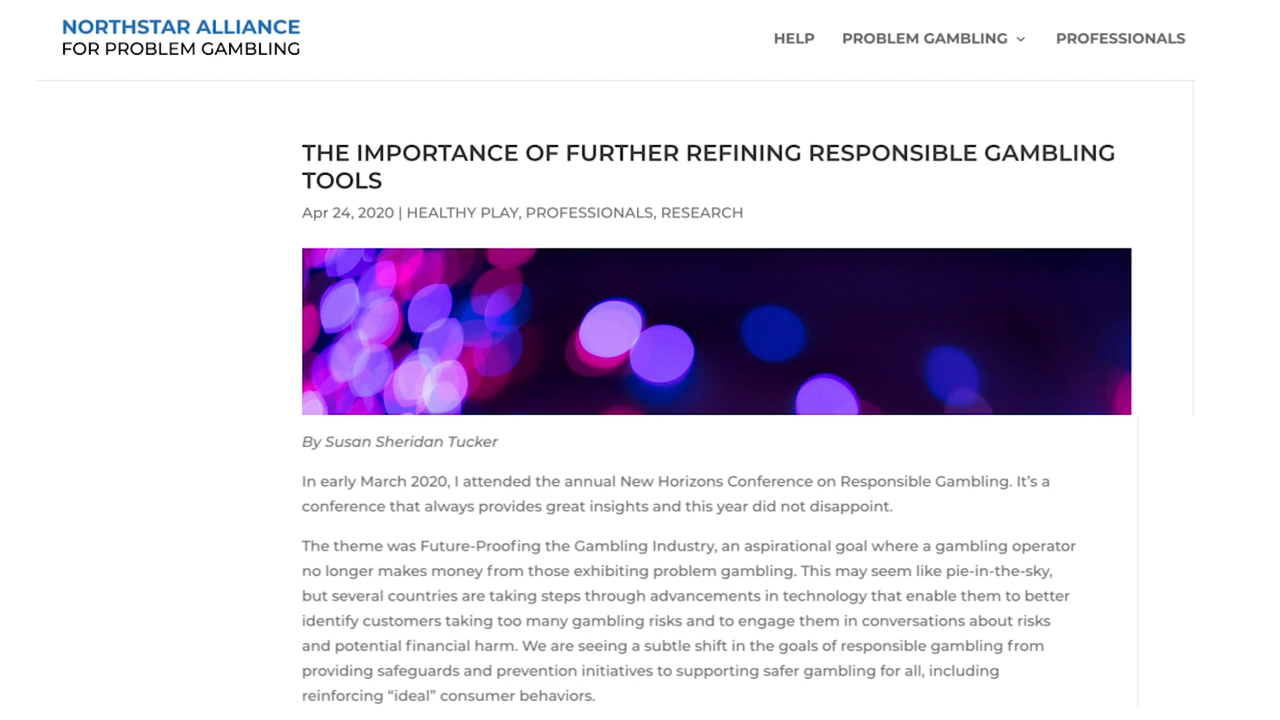 NORTHSTAR ALLIANCE
FOR PROBLEM GAMBLING
HELP PROBLEM GAMBLING PROFESSIONALS
THE IMPORTANCE OF FURTHER REFINING RESPONSIBLE GAMBLING
TOOLS
Apr 24, 2020 | HEALTHY PLAY, PROFESSIONALS, RESEARCH
By Susan Sheridan Tucker
In early March 2020, I attended the annual New Horizons Conference on Responsible Gambling. It’s a
conference that always provides great insights and this year did not disappoint.
The theme was Future-Proofing the Gambling Industry, an aspirational goal where a gambling operator
no longer makes money from those exhibiting problem gambling. This may seem like pie-in-the-sky,
but several countries are taking steps through advancements in technology that enable them to better
identify customers taking too many gambling risks and to engage them in conversations about risks
and potential financial harm. We are seeing a subtle shift in the goals of responsible gambling from
providing safeguards and prevention initiatives to supporting safer gambling for all, including
reinforcing “ideal” consumer behaviors.